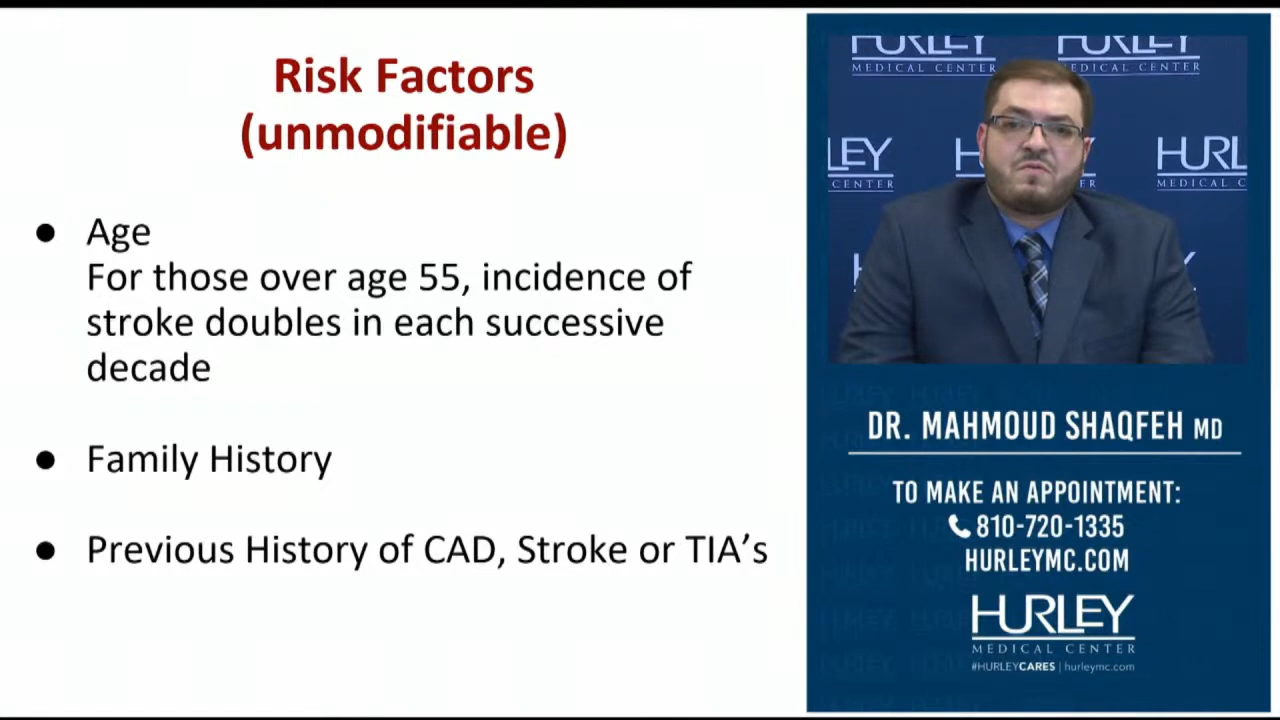 Risk Factors
(unmodifiable)
● Age
For those over age 55, incidence of
stroke doubles in each successive
decade
● Family History
● Previous History of CAD, Stroke or TIA’s
HURLEY HURLEY
MEDICAL CENTER MEDICAL CENTER
LEY H HURL
CENTER ER MEDICAL C
DR. MAHMOUD SHAQFEH MD
TO MAKE AN APPOINTMENT:
810-720-1335
HURLEYMC.COM
HURLEY
MEDICAL CENTER
#HURLEYCARES | hurleymc.com